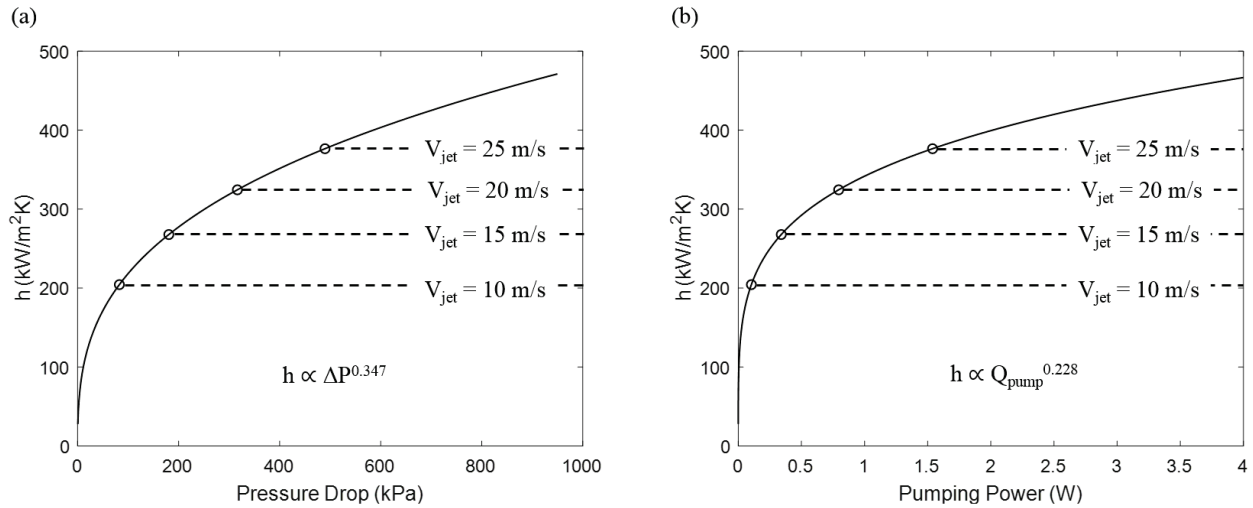 (a)
500
400
300
200
100
0
h (kW/m²K)
V_jet = 25 m/s
V_jet = 20 m/s
V_jet = 15 m/s
V_jet = 10 m/s
h ∝ ΔP^0.347
0 200 400 600 800 1000
Pressure Drop (kPa)
(b)
500
400
300
200
100
0
h (kW/m²K)
V_jet = 25 m/s
V_jet = 20 m/s
V_jet = 15 m/s
V_jet = 10 m/s
h ∝ Q_pump^0.228
0 0.5 1 1.5 2 2.5 3 3.5 4
Pumping Power (W)